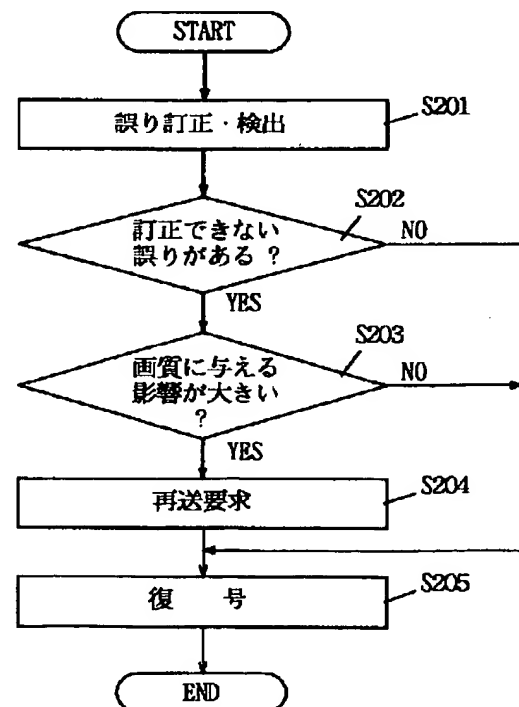 START
誤り訂正・検出
S201
訂正できない
誤りがある ?
S202
NO
YES
画質に与える
影響が大きい
?
S203
NO
YES
再送要求
S204
復 号
S205
END